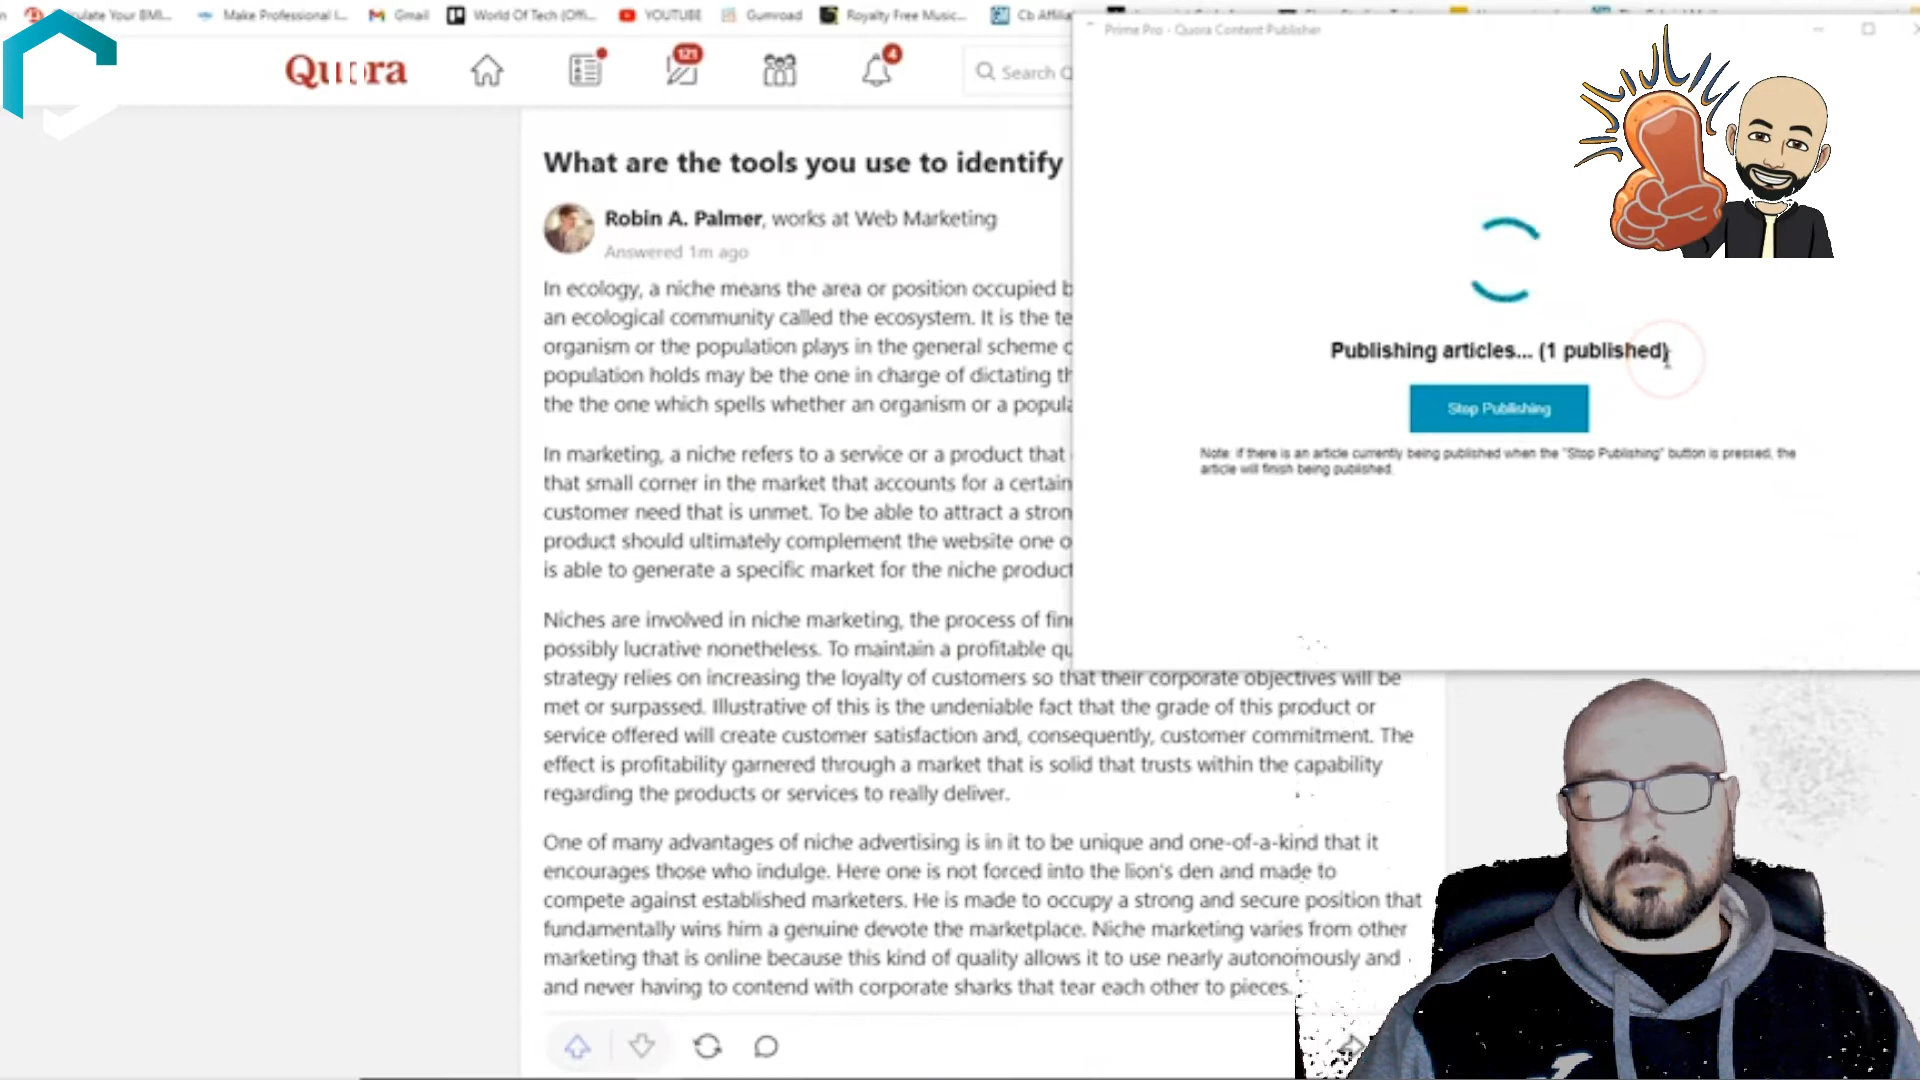 Make Professional I...
Gmail
World Of Tech (Offi...
YOUTUBE
Gumroad
Royalty Free Music...
Cb Affilia
Prime Pro - Quora Content Publisher
Quora
121
4
Search
What are the tools you use to identify
Robin A. Palmer, works at Web Marketing
Answered 1m ago
In ecology, a niche means the area or position occupied b
an ecological community called the ecosystem. It is the te
organism or the population plays in the general scheme
population holds may be the one in charge of dictating th
the the one which spells whether an organism or a popula
In marketing, a niche refers to a service or a product that
that small corner in the market that accounts for a certain
customer need that is unmet. To be able to attract a stron
product should ultimately complement the website one o
is able to generate a specific market for the niche product
Niches are involved in niche marketing, the process of find
possibly lucrative nonetheless. To maintain a profitable qu
strategy relies on increasing the loyalty of customers so that their corporate objectives will be
met or surpassed. Illustrative of this is the undeniable fact that the grade of this product or
service offered will create customer satisfaction and, consequently, customer commitment. The
effect is profitability garnered through a market that is solid that trusts within the capability
regarding the products or services to really deliver.
One of many advantages of niche advertising is in it to be unique and one-of-a-kind that it
encourages those who indulge. Here one is not forced into the lion's den and made to
compete against established marketers. He is made to occupy a strong and secure position that
fundamentally wins him a genuine devote the marketplace. Niche marketing varies from other
marketing that is online because this kind of quality allows it to use nearly autonomously and
and never having to contend with corporate sharks that tear each other to pieces.
Publishing articles... (1 published)
Stop Publishing
Note: if there is an article currently being published when the "Stop Publishing" button is pressed, the
article will finish being published.